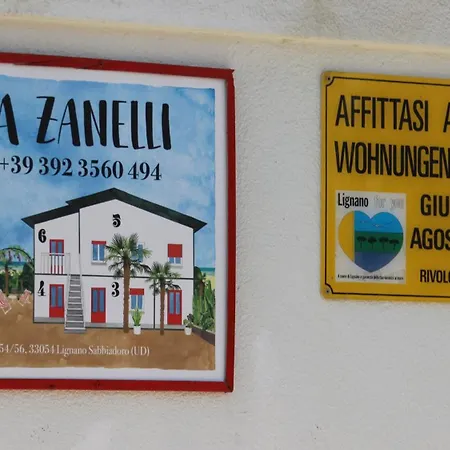 A ZANELLI
+39 392 3560 494
6
5
4
3
54/56, 33054 Lignano Sabbiadoro (UD)
AFFITTASI A
WOHNUNGEN
Lignano for you
GIU
AGOS
RIVOL